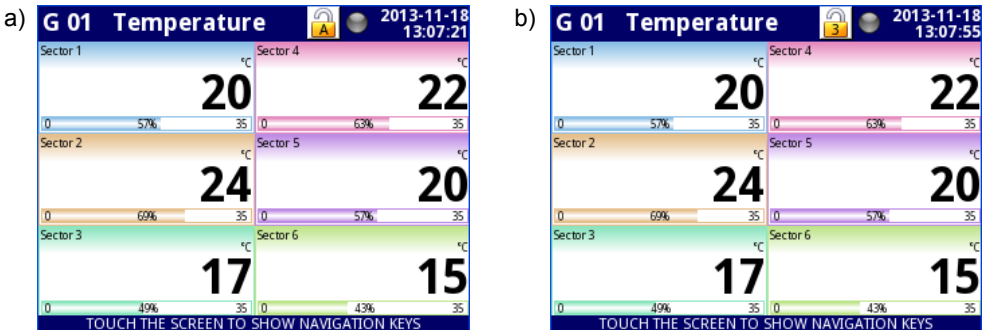 a)
G 01 Temperature A 2013-11-18
13:07:21
Sector 1 Sector 4
°C °C
20 22
0 57% 35 0 63% 35
Sector 2 Sector 5
°C °C
24 20
0 69% 35 0 57% 35
Sector 3 Sector 6
°C °C
17 15
0 49% 35 0 43% 35
TOUCH THE SCREEN TO SHOW NAVIGATION KEYS
b)
G 01 Temperature 3 2013-11-18
13:07:55
Sector 1 Sector 4
°C °C
20 22
0 57% 35 0 63% 35
Sector 2 Sector 5
°C °C
24 20
0 69% 35 0 57% 35
Sector 3 Sector 6
°C °C
17 15
0 49% 35 0 43% 35
TOUCH THE SCREEN TO SHOW NAVIGATION KEYS